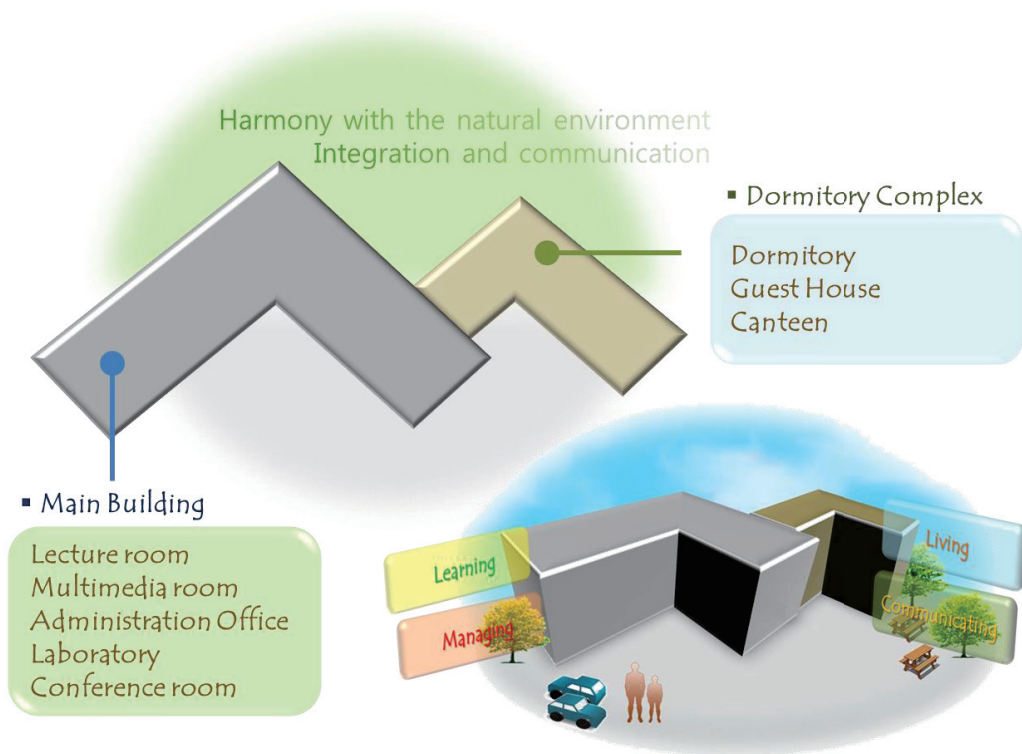 Harmony with the natural environment
Integration and communication
▪ Dormitory Complex
Dormitory
Guest House
Canteen
▪ Main Building
Lecture room
Multimedia room
Administration Office
Laboratory
Conference room
Learning
Managing
Living
Communicating